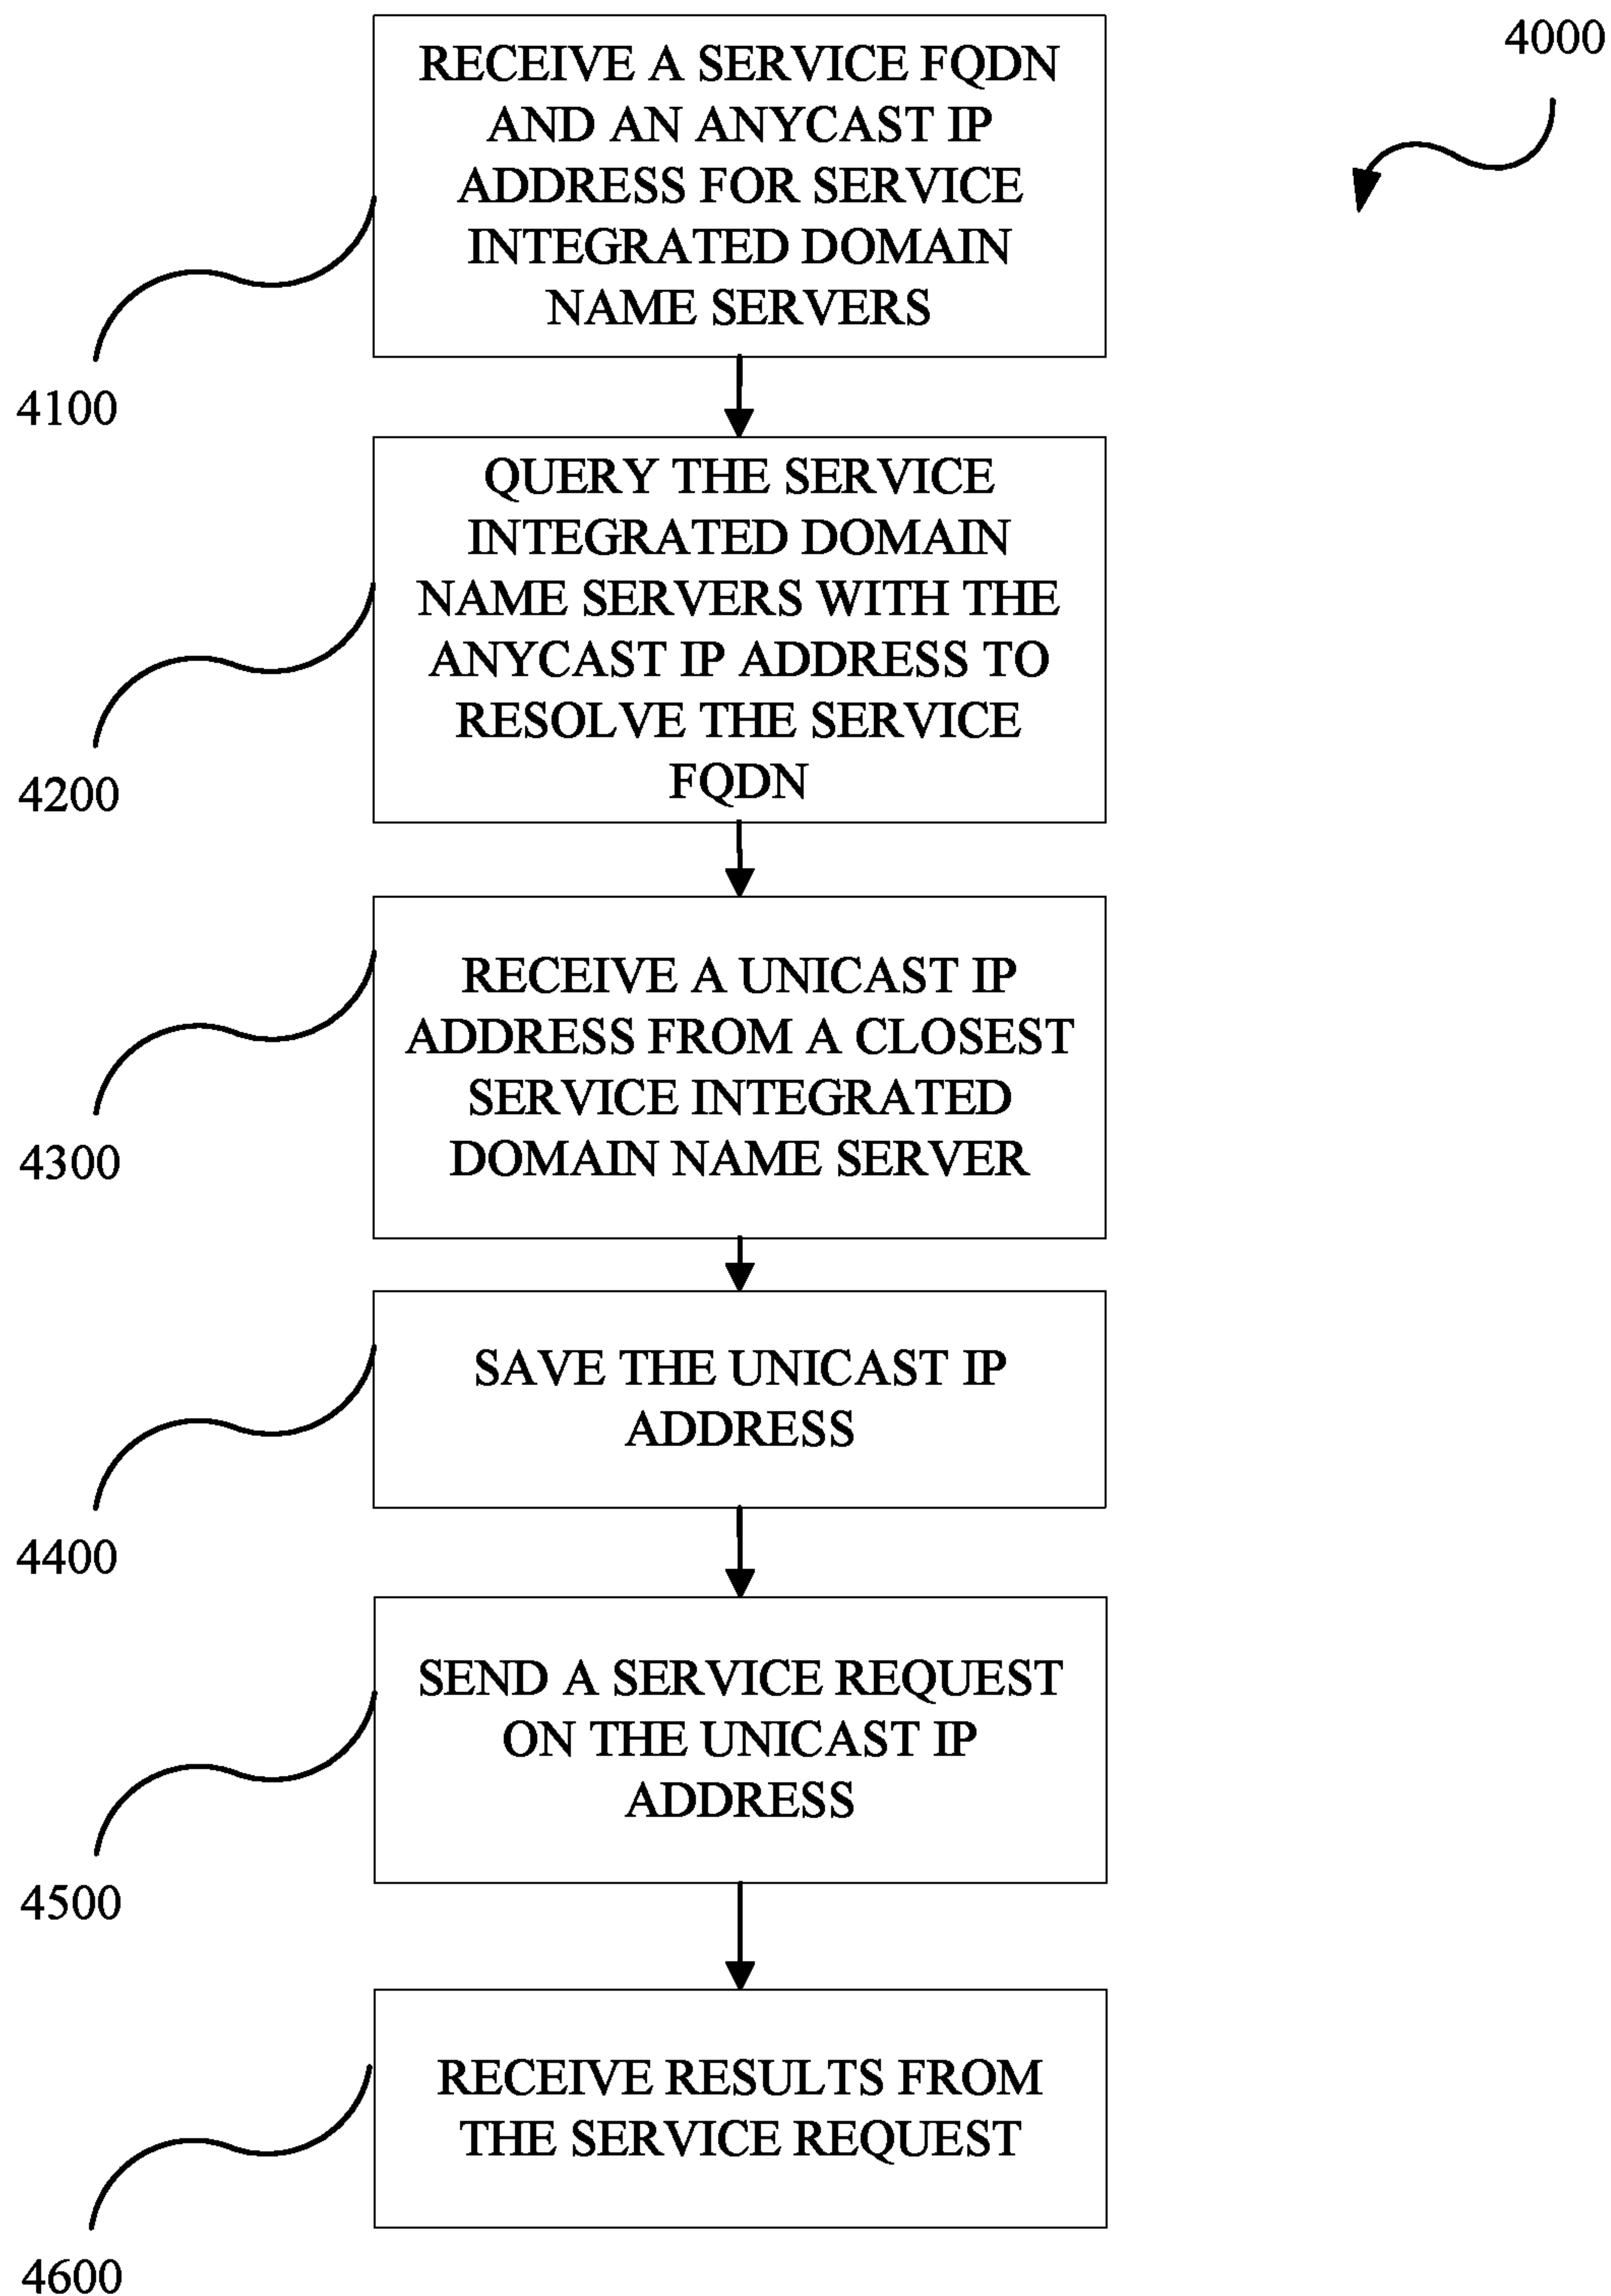 RECEIVE A SERVICE FQDN
AND AN ANYCAST IP
ADDRESS FOR SERVICE
INTEGRATED DOMAIN
NAME SERVERS
4000
4100
QUERY THE SERVICE
INTEGRATED DOMAIN
NAME SERVERS WITH THE
ANYCAST IP ADDRESS TO
RESOLVE THE SERVICE
FQDN
4200
RECEIVE A UNICAST IP
ADDRESS FROM A CLOSEST
SERVICE INTEGRATED
DOMAIN NAME SERVER
4300
SAVE THE UNICAST IP
ADDRESS
4400
SEND A SERVICE REQUEST
ON THE UNICAST IP
ADDRESS
4500
RECEIVE RESULTS FROM
THE SERVICE REQUEST
4600